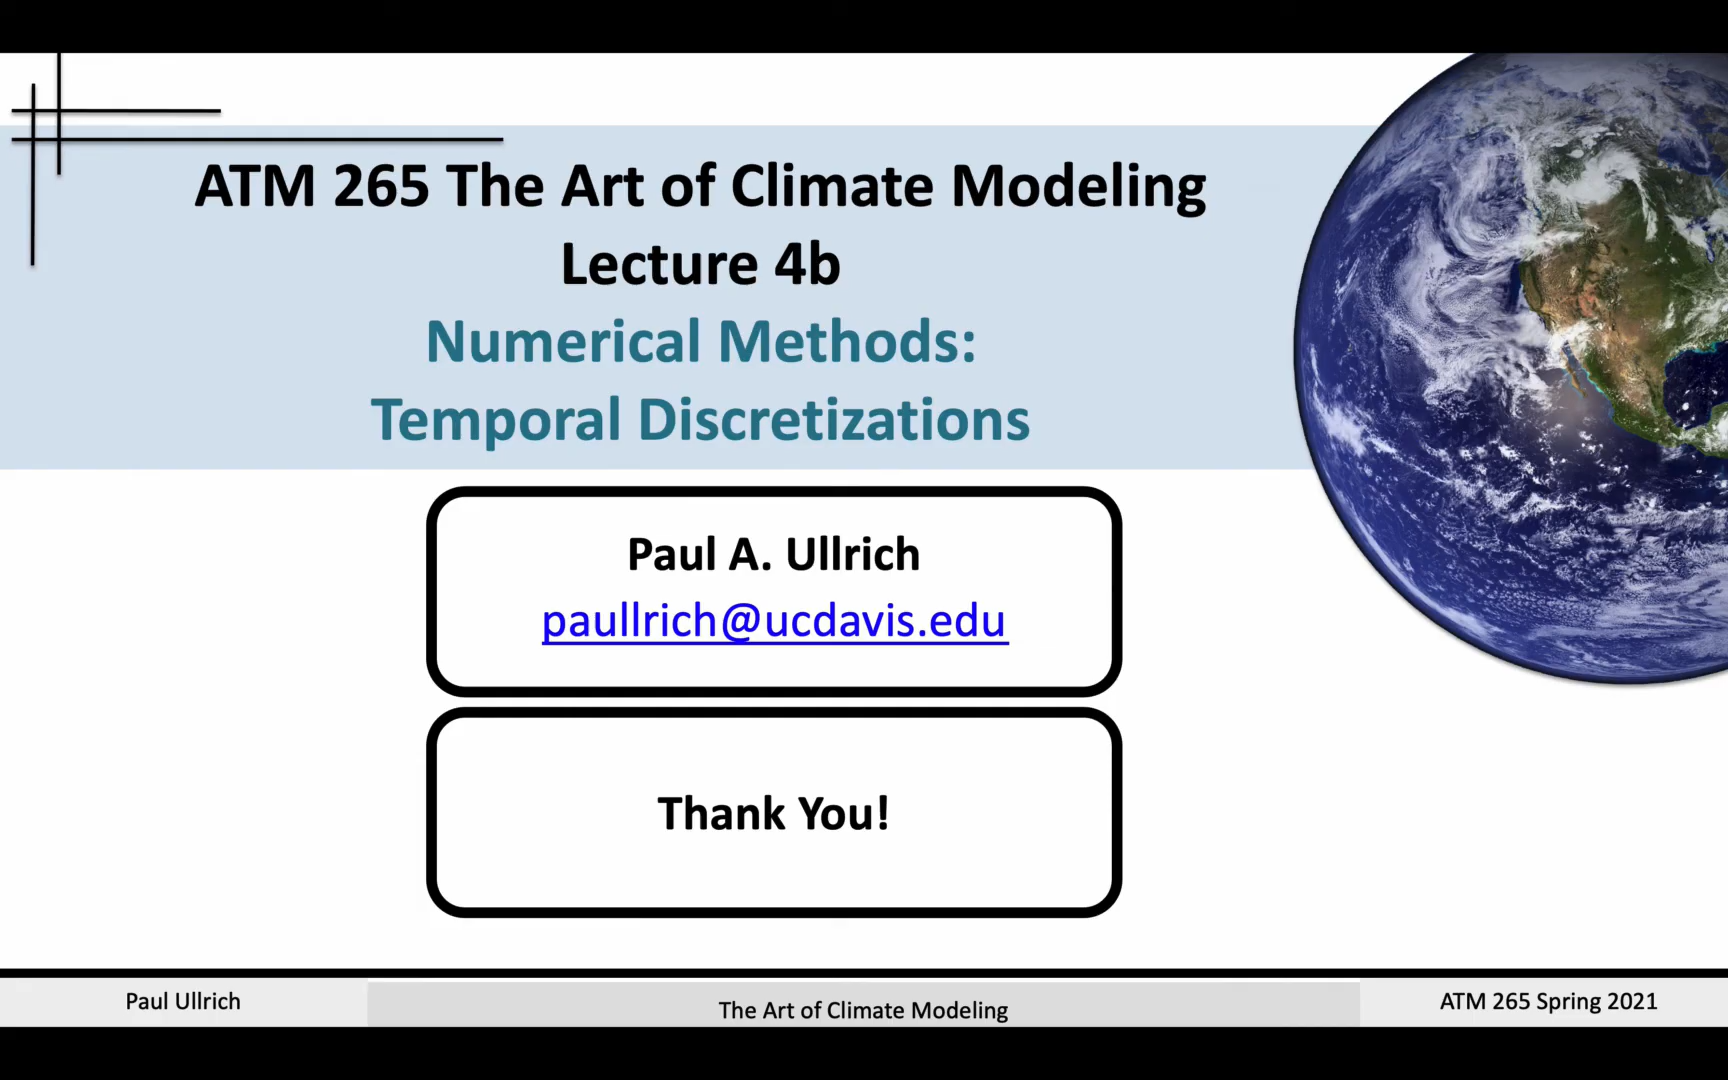 ATM 265 The Art of Climate Modeling
Lecture 4b
Numerical Methods:
Temporal Discretizations
Paul A. Ullrich
paullrich@ucdavis.edu
Thank You!
Paul Ullrich
The Art of Climate Modeling
ATM 265 Spring 2021